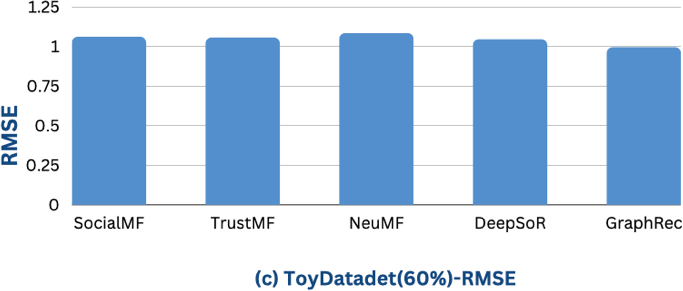 1.25
1
0.75
0.5
0.25
0
RMSE
SocialMF TrustMF NeuMF DeepSoR GraphRec
(c) ToyDatadet(60%)-RMSE